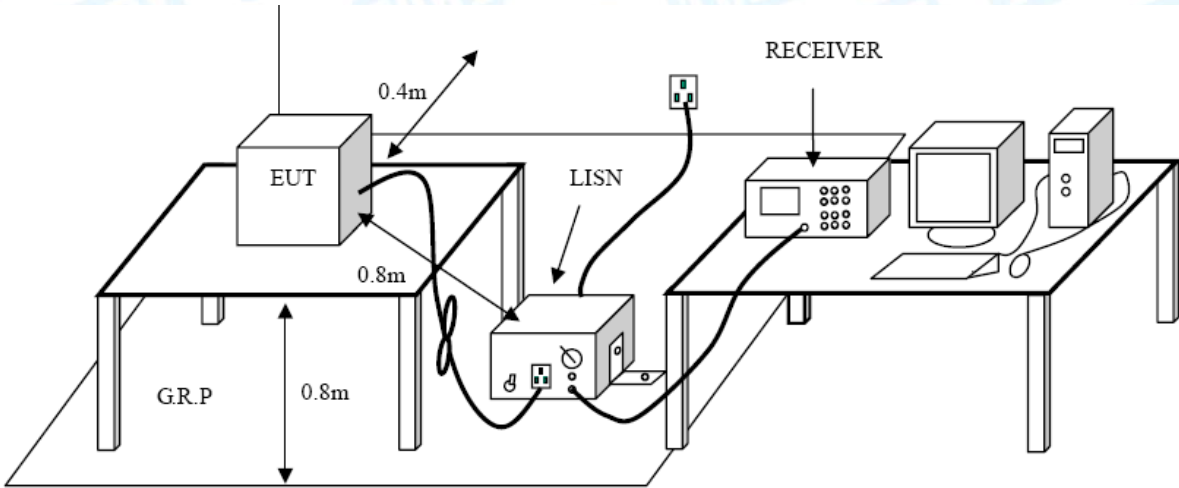 RECEIVER
0.4m
EUT
LISN
0.8m
G.R.P
0.8m